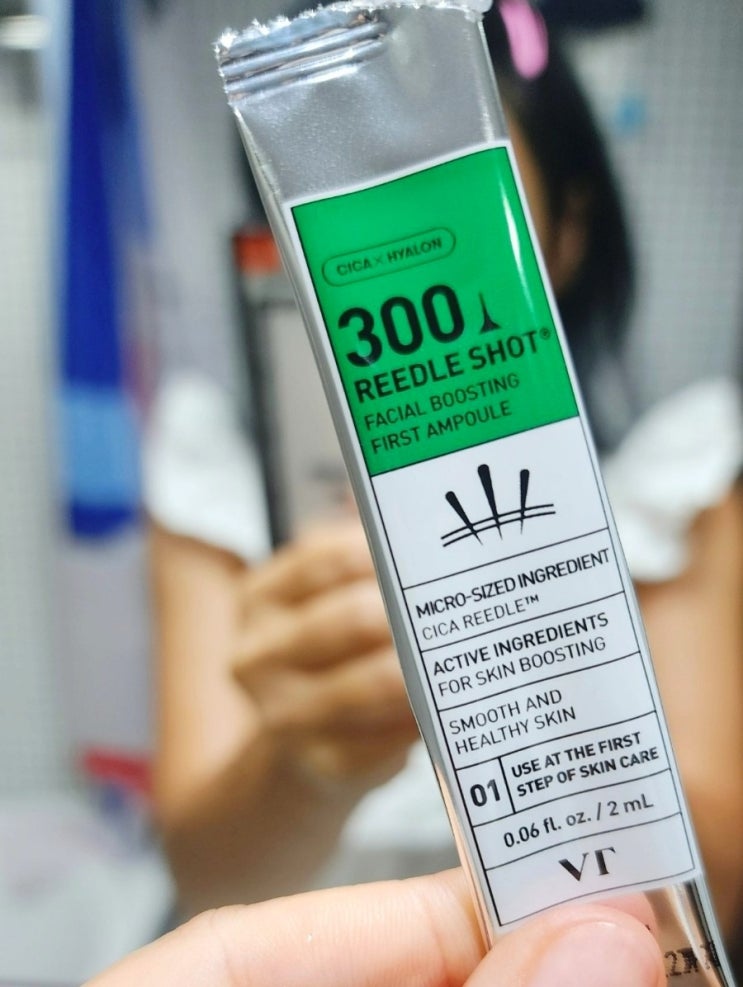 CICA × HYALON
300
REEDLE SHOT®
FACIAL BOOSTING
FIRST AMPOULE
MICRO-SIZED INGREDIENT
CICA REEDLE™
ACTIVE INGREDIENTS
FOR SKIN BOOSTING
SMOOTH AND
HEALTHY SKIN
01
USE AT THE FIRST
STEP OF SKIN CARE
0.06 fl. oz. / 2 mL
VT